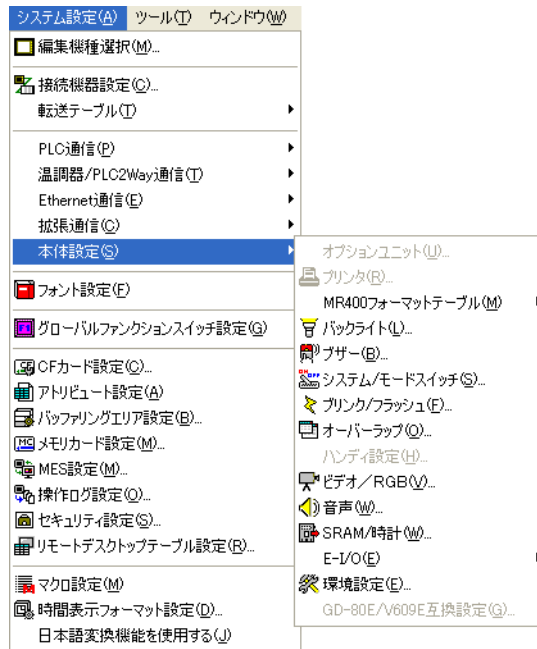 システム設定(A) ツール(T) ウィンドウ(W)
編集機種選択(M)...
接続機器設定(C)...
転送テーブル(T)
PLC通信(P)
温調器/PLC2Way通信(T)
Ethernet通信(E)
拡張通信(C)
本体設定(S)
フォント設定(F)
グローバルファンクションスイッチ設定(G)
CFカード設定(C)...
アトリビュート設定(A)
バッファリングエリア設定(B)...
メモリカード設定(M)...
MES設定(M)...
操作ログ設定(O)...
セキュリティ設定(S)...
リモートデスクトップテーブル設定(R)...
マクロ設定(M)
時間表示フォーマット設定(D)...
日本語変換機能を使用する(J)
オプションユニット(U)...
プリンタ(R)...
MR400フォーマットテーブル(M)
バックライト(L)...
ブザー(B)...
システム/モードスイッチ(S)...
ブリンク/フラッシュ(F)...
オーバーラップ(O)...
ハンディ設定(H)...
ビデオ/RGB(V)...
音声(W)...
SRAM/時計(W)...
E-I/O(E)
環境設定(E)...
GD-80E/V609E互換設定(G)...